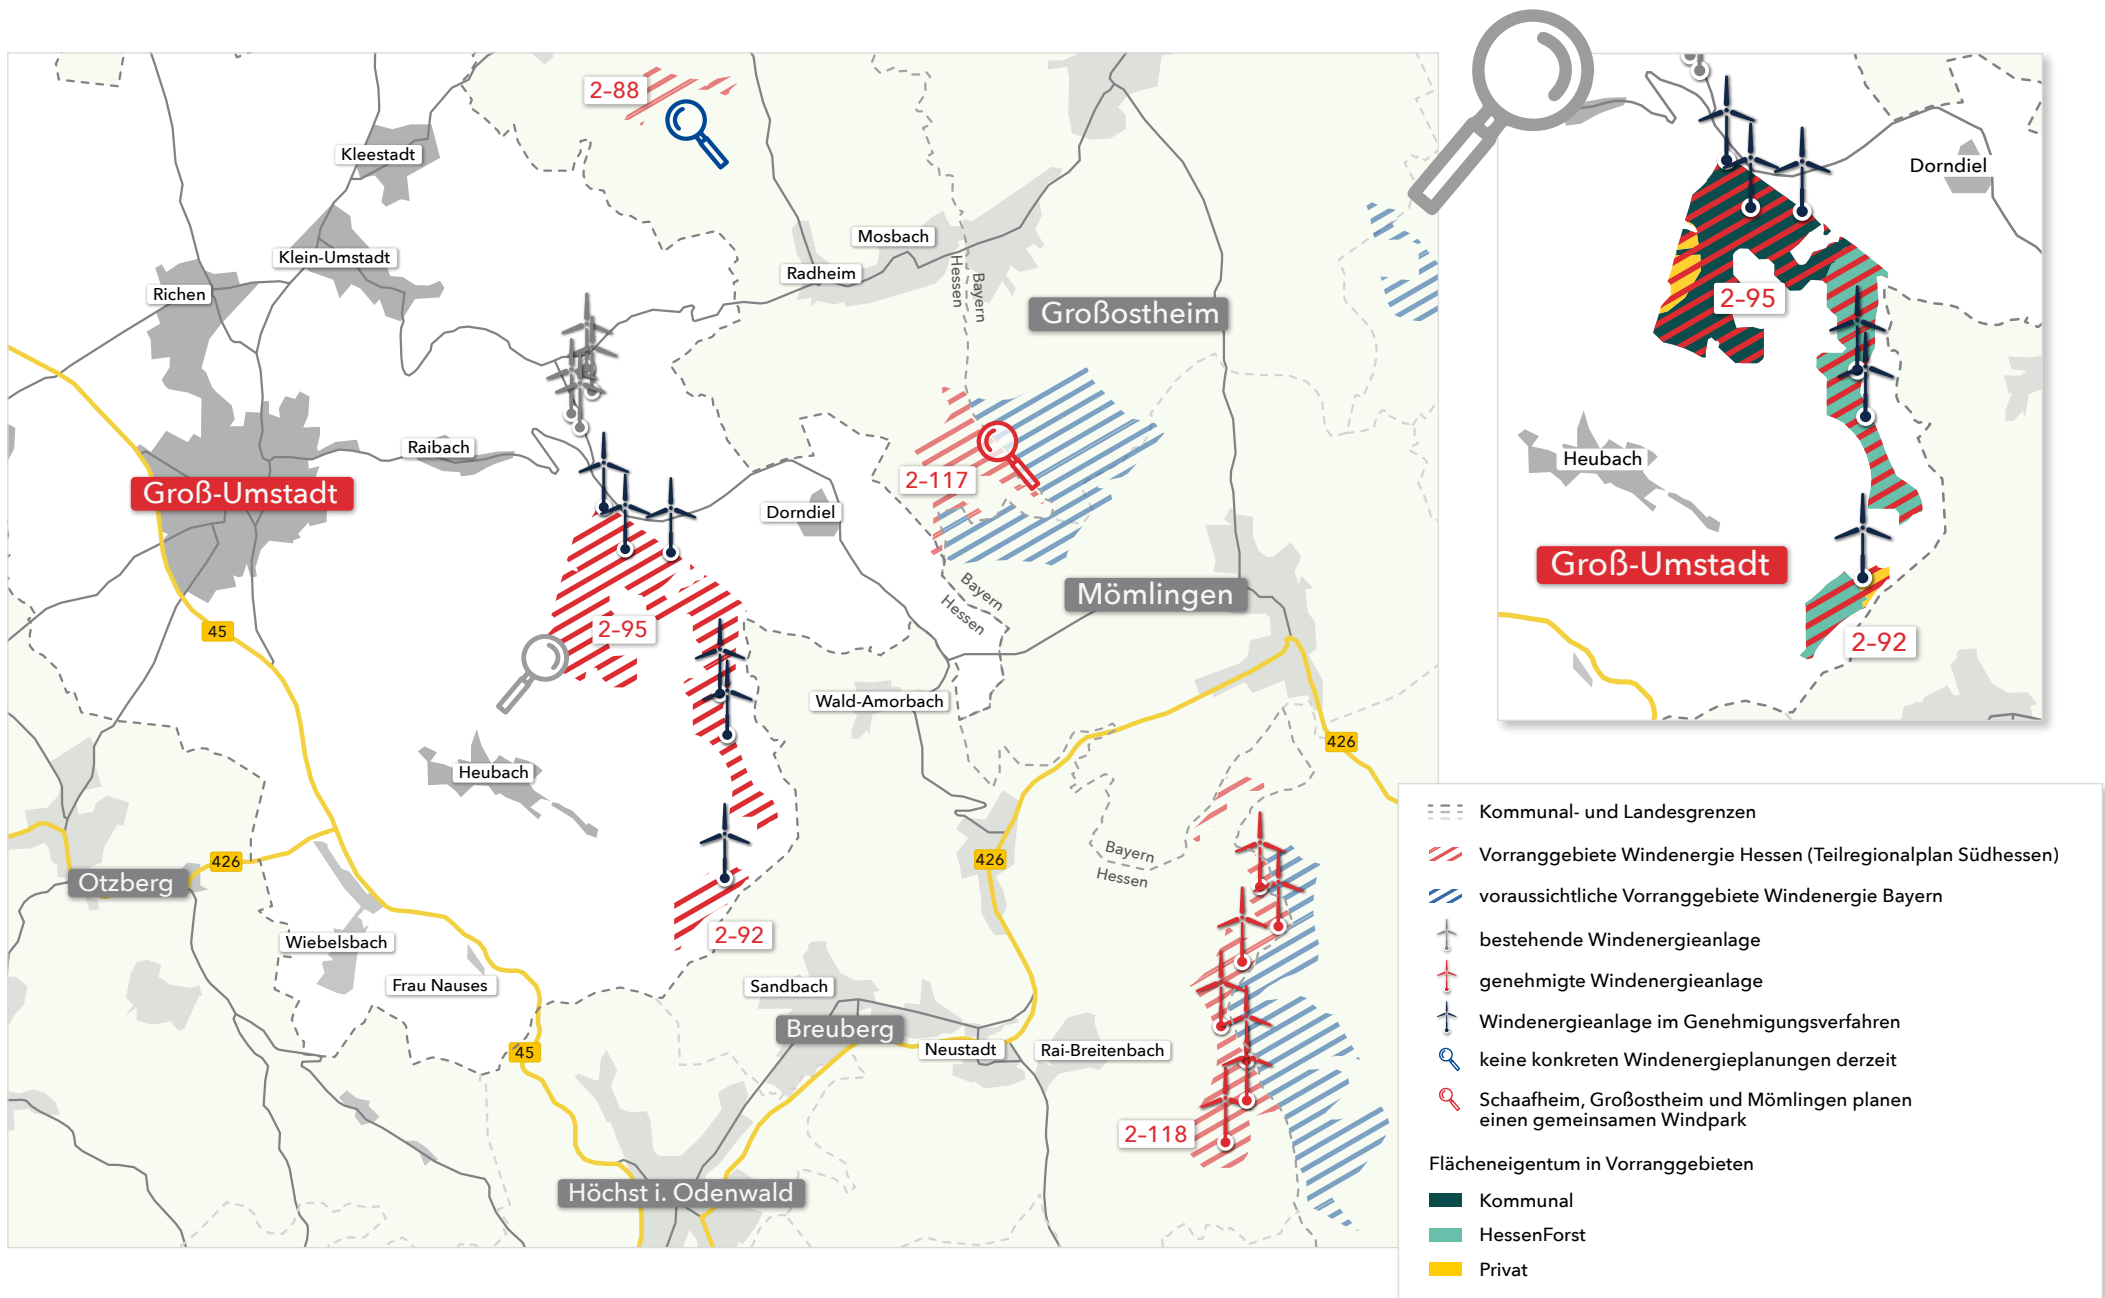 2-88
Kleestadt
Klein-Umstadt
Richen
Mosbach
Radheim
Hessen
Bayern
Großostheim
Raibach
Groß-Umstadt
2-117
Dorndiel
Bayern
Hessen
Mömlingen
45
2-95
Wald-Amorbach
426
Heubach
Bayern
Hessen
426
426
Otzberg
2-92
Wiebelsbach
Frau Nauses
Sandbach
Breuberg
Neustadt
Rai-Breitenbach
45
2-118
Höchst i. Odenwald
Dorndiel
2-95
Heubach
Groß-Umstadt
2-92
Kommunal- und Landesgrenzen
Vorranggebiete Windenergie Hessen (Teilregionalplan Südhessen)
voraussichtliche Vorranggebiete Windenergie Bayern
bestehende Windenergieanlage
genehmigte Windenergieanlage
Windenergieanlage im Genehmigungsverfahren
keine konkreten Windenergieplanungen derzeit
Schaafheim, Großostheim und Mömlingen planen
einen gemeinsamen Windpark
Flächeneigentum in Vorranggebieten
Kommunal
HessenForst
Privat